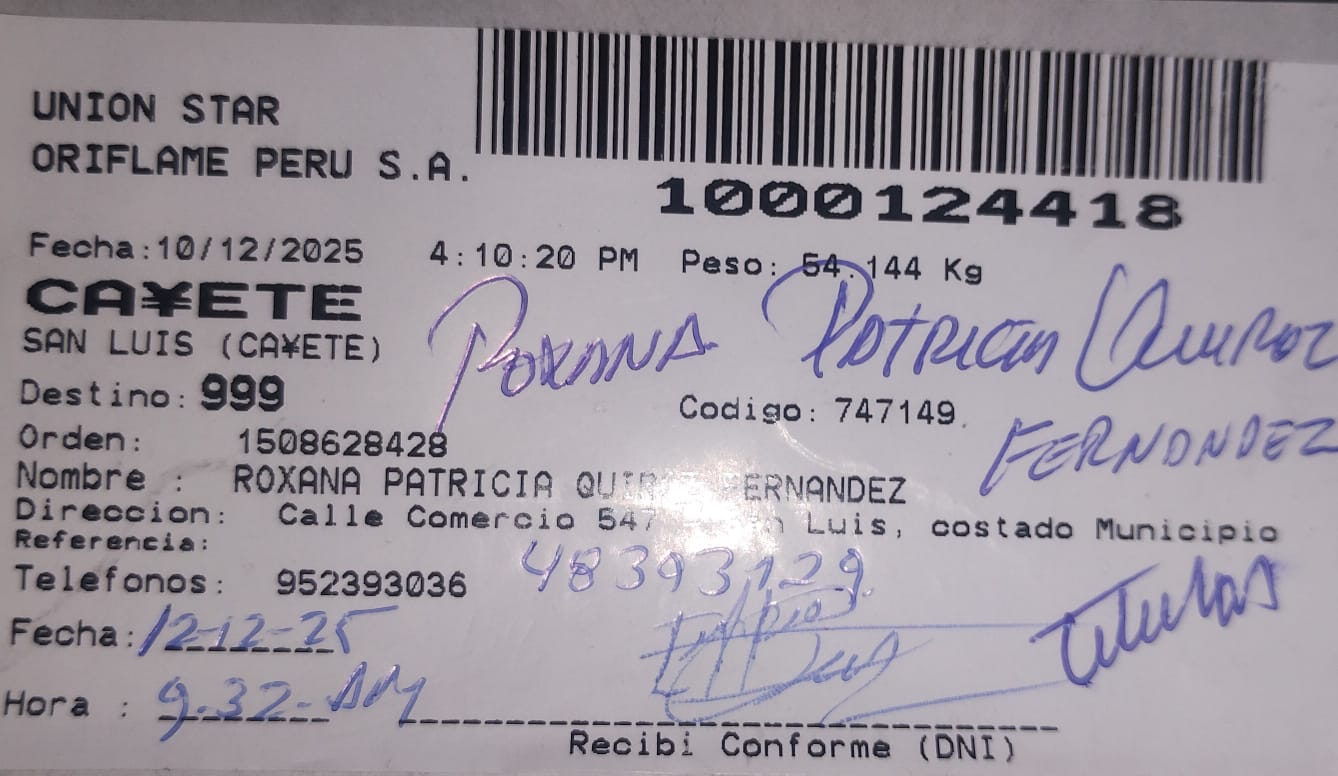 UNION STAR
ORIFLAME PERU S.A.
1000124418
Fecha:10/12/2025 4:10:20 PM Peso: 54.144 Kg
CA¥ETE
SAN LUIS (CA¥ETE)
ROXANA PATRICIA QUIROZ
Destino: 999
Codigo: 747149
FERNANDEZ
Orden: 1508628428
Nombre : ROXANA PATRICIA QUIROZ FERNANDEZ
Direccion: Calle Comercio 547 Luis, costado Municipio
Referencia:
48393129
Telefonos: 952393036
Fecha: 12-12-25
Hora : 9-32-AM
Recibi Conforme (DNI)